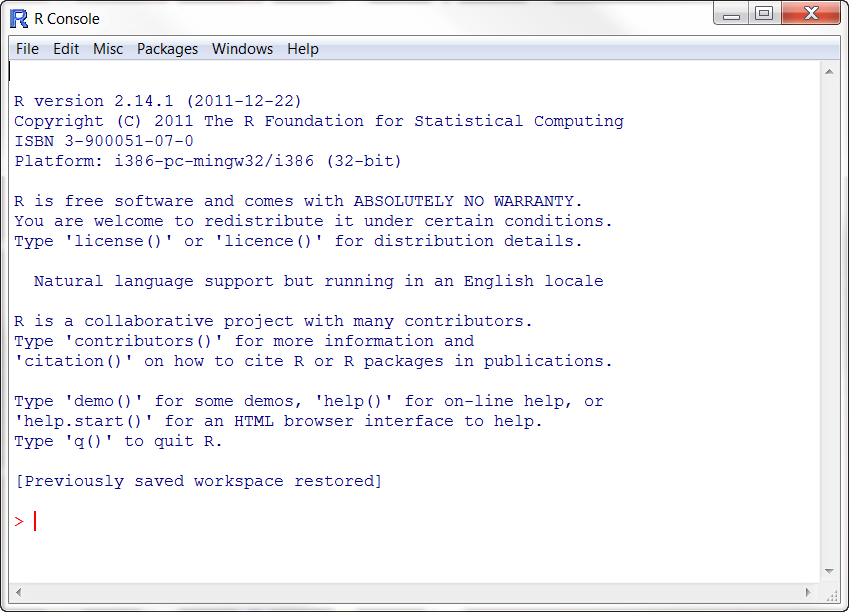 R Console
File Edit Misc Packages Windows Help
R version 2.14.1 (2011-12-22)
Copyright (C) 2011 The R Foundation for Statistical Computing
ISBN 3-900051-07-0
Platform: i386-pc-mingw32/i386 (32-bit)
R is free software and comes with ABSOLUTELY NO WARRANTY.
You are welcome to redistribute it under certain conditions.
Type 'license()' or 'licence()' for distribution details.
Natural language support but running in an English locale
R is a collaborative project with many contributors.
Type 'contributors()' for more information and
'citation()' on how to cite R or R packages in publications.
Type 'demo()' for some demos, 'help()' for on-line help, or
'help.start()' for an HTML browser interface to help.
Type 'q()' to quit R.
[Previously saved workspace restored]
>